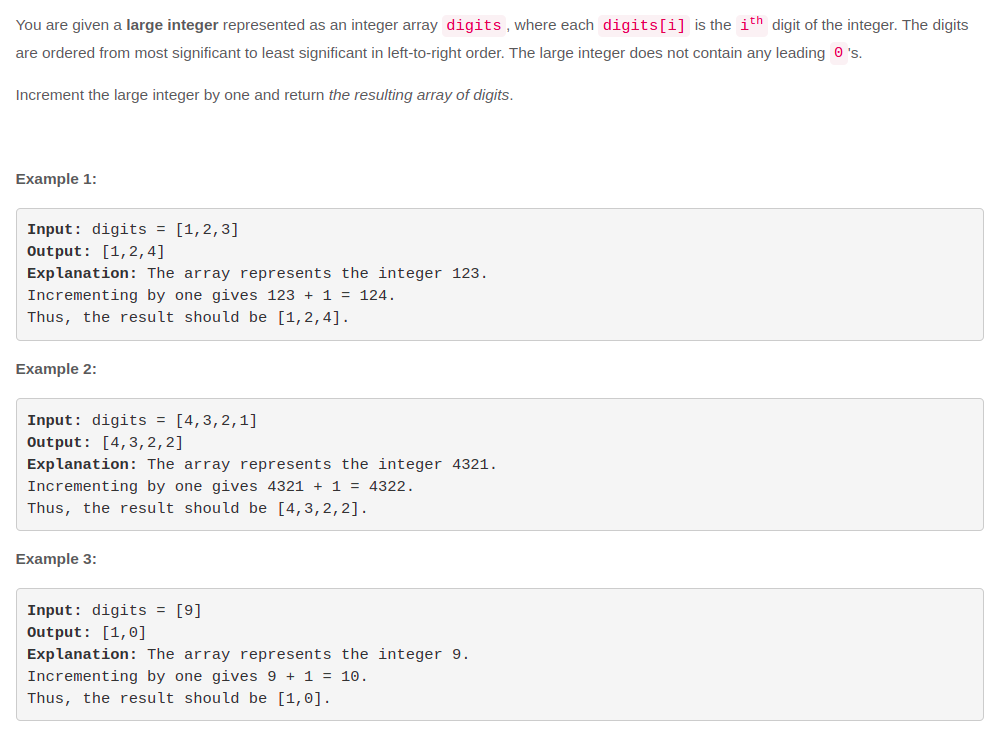 You are given a large integer represented as an integer array digits, where each digits[i] is the ith digit of the integer. The digits
are ordered from most significant to least significant in left-to-right order. The large integer does not contain any leading 0's.
Increment the large integer by one and return the resulting array of digits.
Example 1:
Input: digits = [1,2,3]
Output: [1,2,4]
Explanation: The array represents the integer 123.
Incrementing by one gives 123 + 1 = 124.
Thus, the result should be [1,2,4].
Example 2:
Input: digits = [4,3,2,1]
Output: [4,3,2,2]
Explanation: The array represents the integer 4321.
Incrementing by one gives 4321 + 1 = 4322.
Thus, the result should be [4,3,2,2].
Example 3:
Input: digits = [9]
Output: [1,0]
Explanation: The array represents the integer 9.
Incrementing by one gives 9 + 1 = 10.
Thus, the result should be [1,0].